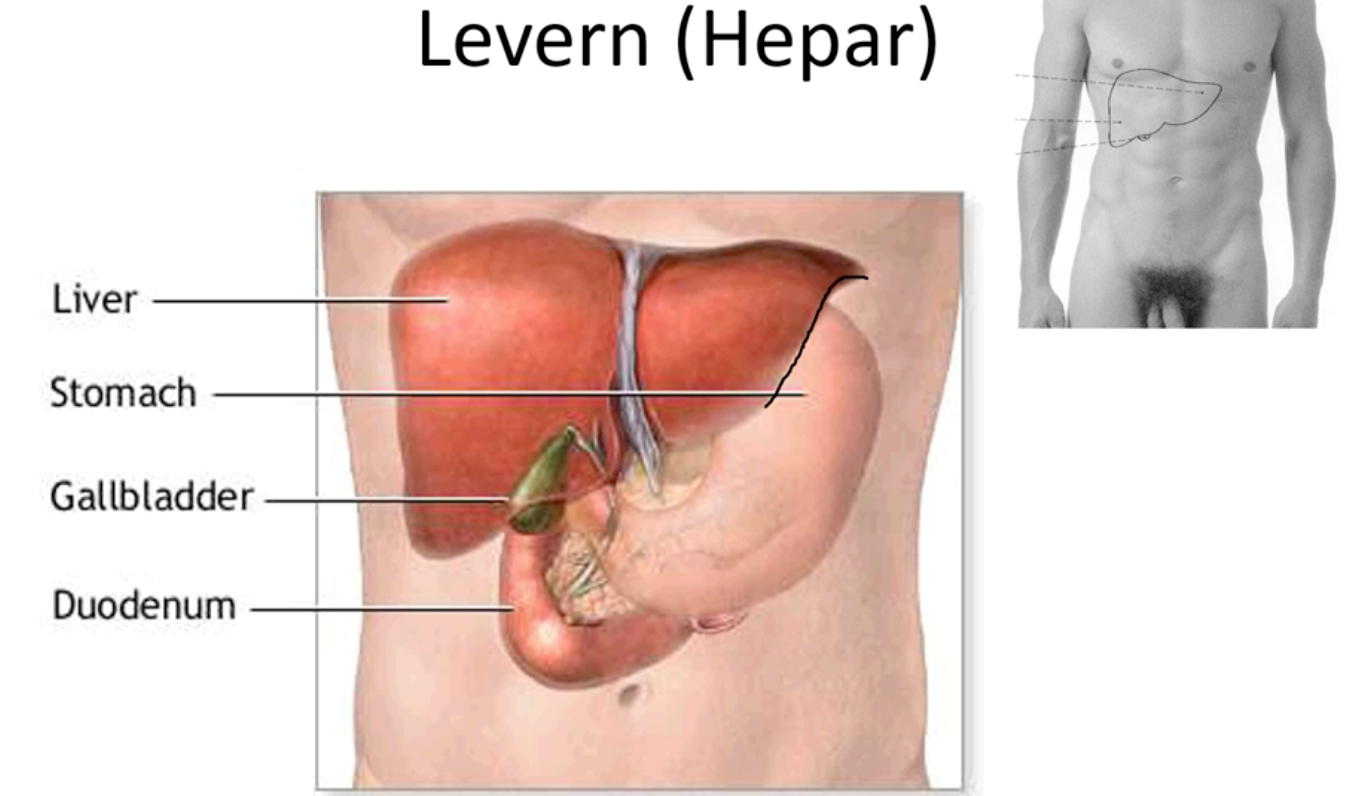 Levern (Hepar)
Liver
Stomach
Gallbladder
Duodenum